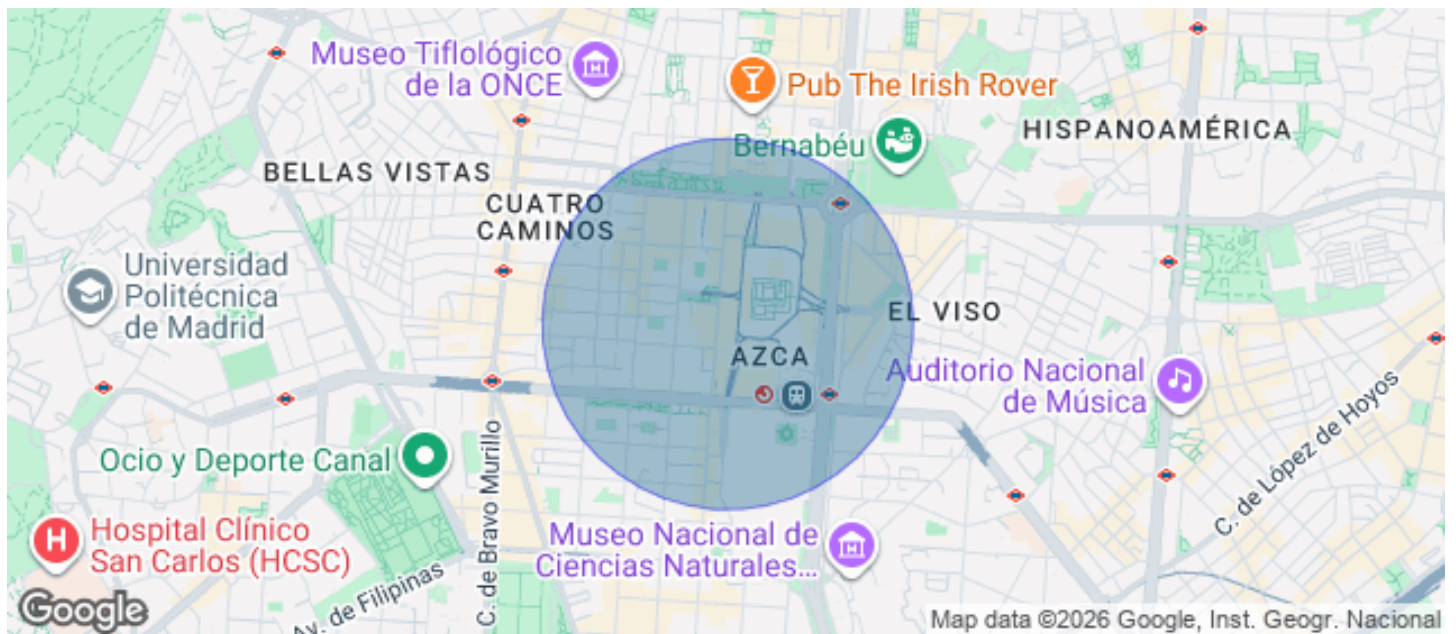 Museo Tiflológico
de la ONCE
Pub The Irish Rover
Bernabéu
HISPANOAMÉRICA
BELLAS VISTAS
CUATRO
CAMINOS
Universidad
Politécnica
de Madrid
EL VISO
AZCA
Auditorio Nacional
de Música
Ocio y Deporte Canal
C. de Bravo Murillo
C. de López de Hoyos
H Hospital Clínico
San Carlos (HCSC)
Museo Nacional de
Ciencias Naturales...
Av. de Filipinas
Google
Map data ©2026 Google, Inst. Geogr. Nacional